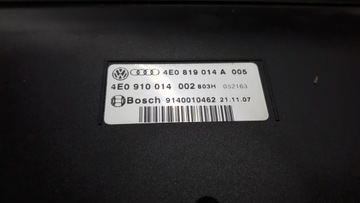 4E0 819 014 A 005
4E0 910 014 002 803H 052163
Bosch 9140010462 21.11.07